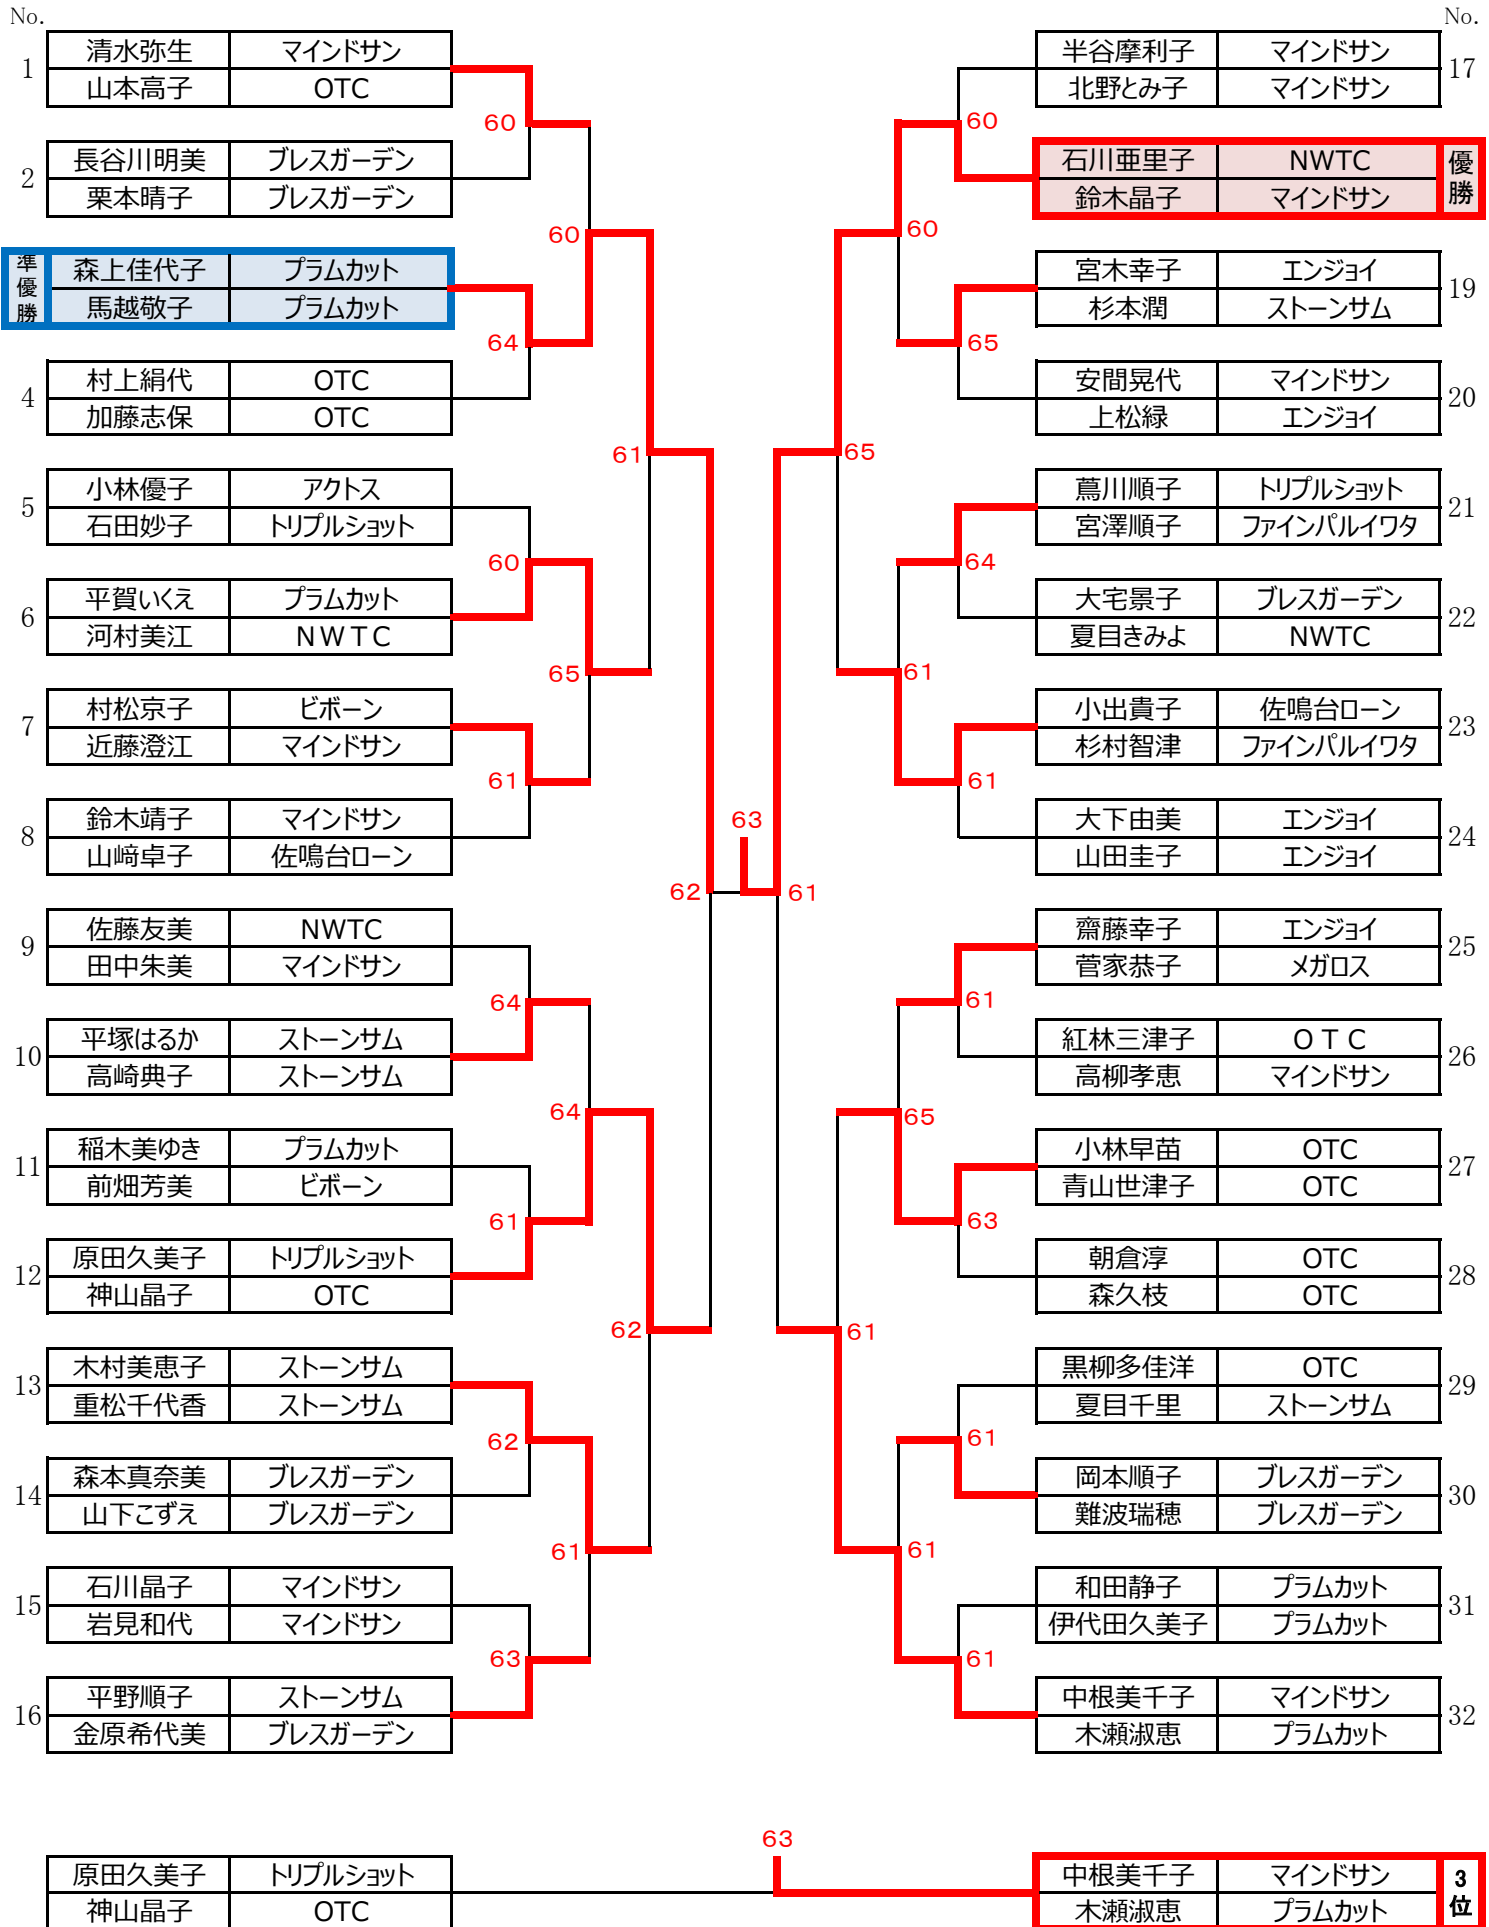 No.
No.
1 清水弥生 マインドサン
山本高子 OTC
60
2 長谷川明美 ブレスガーデン
栗本晴子 ブレスガーデン
60
準優勝 森上佳代子 プラムカット
馬越敬子 プラムカット
64
4 村上絹代 OTC
加藤志保 OTC
61
5 小林優子 アクトス
石田妙子 トリプルショット
60
6 平賀いくえ プラムカット
河村美江 ＮＷＴＣ
65
7 村松京子 ビボーン
近藤澄江 マインドサン
61
8 鈴木靖子 マインドサン
山﨑卓子 佐鳴台ローン
62
9 佐藤友美 NWTC
田中朱美 マインドサン
64
10 平塚はるか ストーンサム
高崎典子 ストーンサム
64
11 稲木美ゆき プラムカット
前畑芳美 ビボーン
61
12 原田久美子 トリプルショット
神山晶子 OTC
62
13 木村美恵子 ストーンサム
重松千代香 ストーンサム
62
14 森本真奈美 ブレスガーデン
山下こずえ ブレスガーデン
61
15 石川晶子 マインドサン
岩見和代 マインドサン
63
16 平野順子 ストーンサム
金原希代美 ブレスガーデン
63
61
半谷摩利子 マインドサン 17
北野とみ子 マインドサン
60
石川亜里子 NWTC 優勝
鈴木晶子 マインドサン
60
宮木幸子 エンジョイ 19
杉本潤 ストーンサム
65
安間晃代 マインドサン 20
上松緑 エンジョイ
65
蔦川順子 トリプルショット 21
宮澤順子 ファインパルイワタ
64
大宅景子 ブレスガーデン 22
夏目きみよ NWTC
61
小出貴子 佐鳴台ローン 23
杉村智津 ファインパルイワタ
61
大下由美 エンジョイ 24
山田圭子 エンジョイ
齋藤幸子 エンジョイ 25
菅家恭子 メガロス
61
紅林三津子 ＯＴＣ 26
高柳孝恵 マインドサン
65
小林早苗 OTC 27
青山世津子 OTC
63
朝倉淳 OTC 28
森久枝 OTC
61
黒柳多佳洋 OTC 29
夏目千里 ストーンサム
61
岡本順子 ブレスガーデン 30
難波瑞穂 ブレスガーデン
61
和田静子 プラムカット 31
伊代田久美子 プラムカット
61
中根美千子 マインドサン 32
木瀬淑恵 プラムカット
63
原田久美子 トリプルショット
神山晶子 OTC
中根美千子 マインドサン 3位
木瀬淑恵 プラムカット